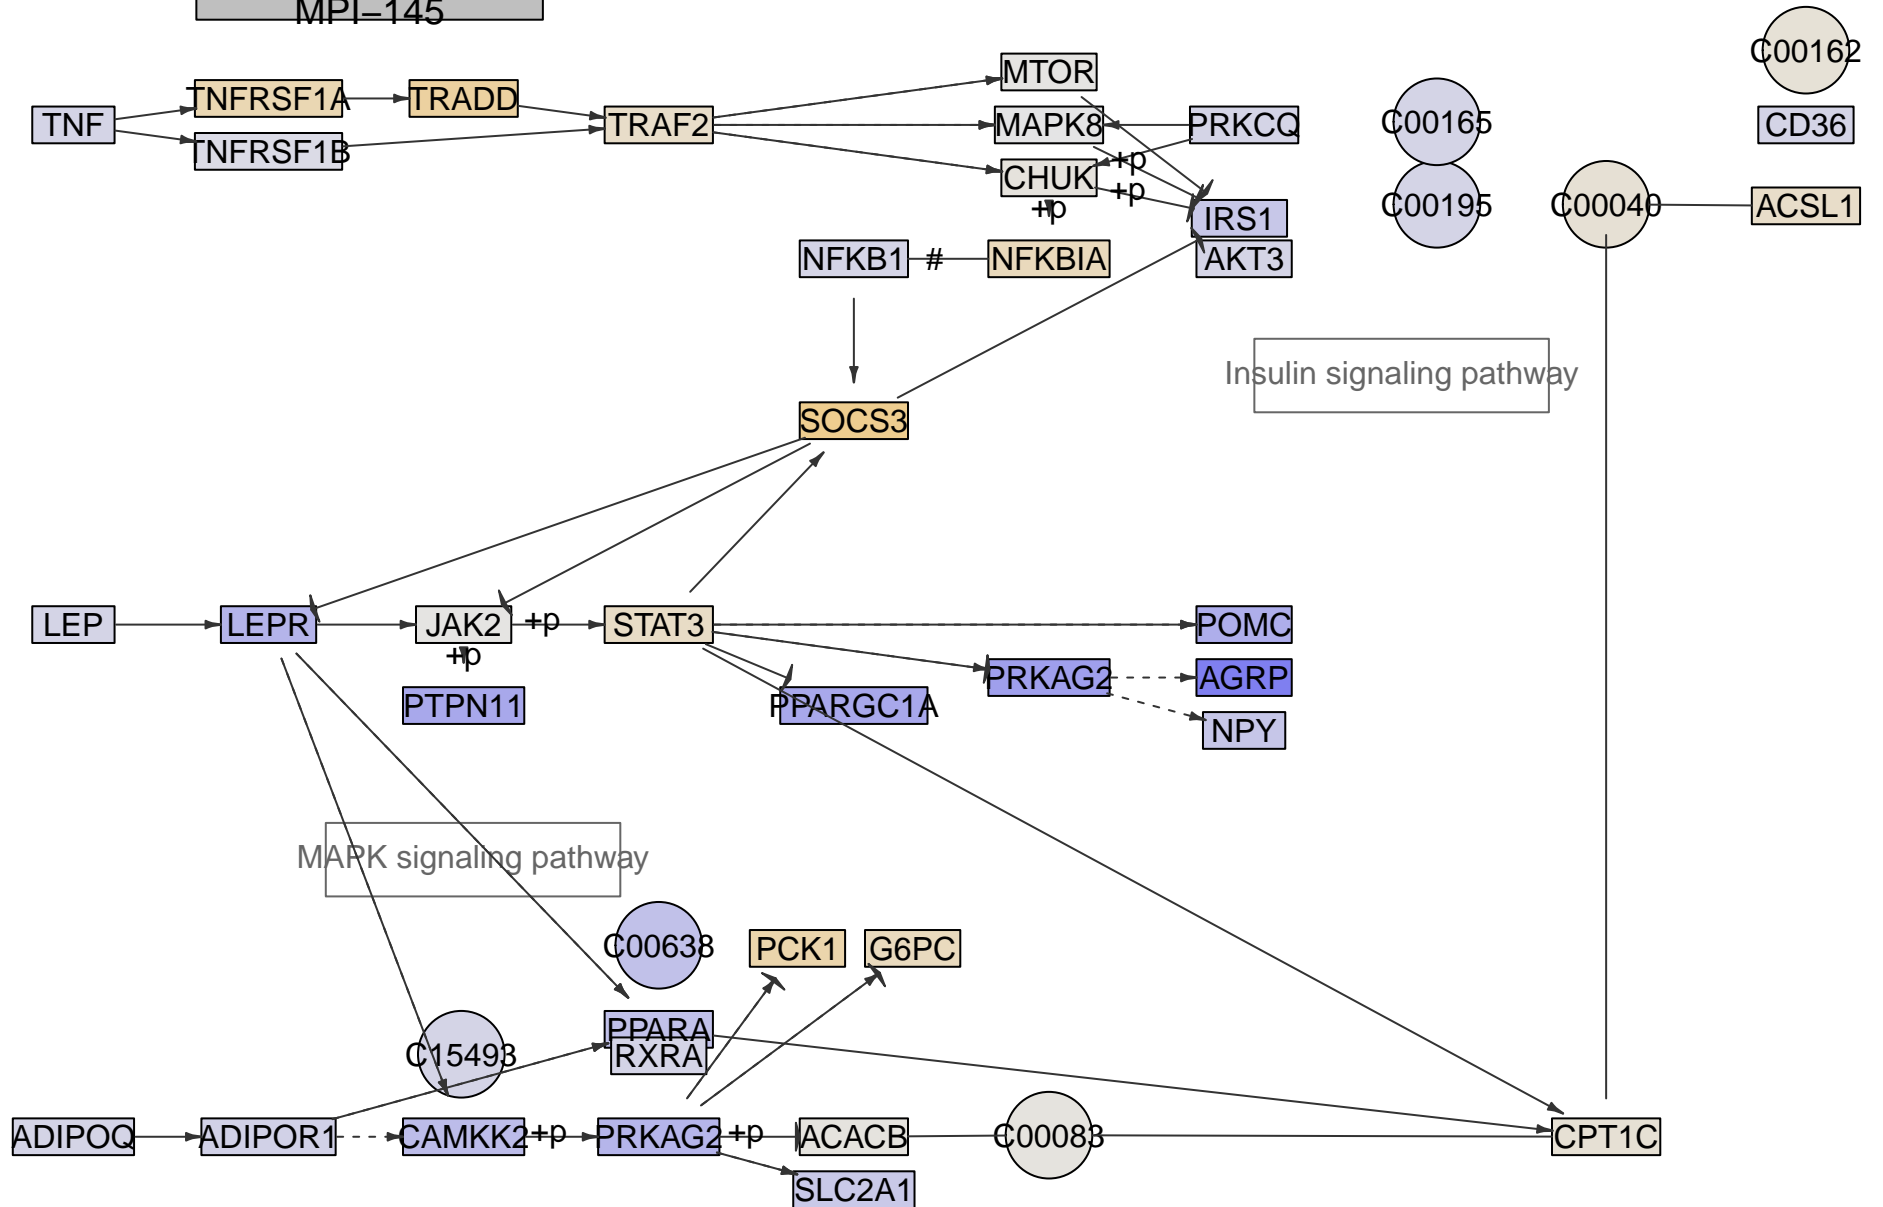 MPI−145
C00162
TNF
TNFRSF1A
TNFRSF1B
TRADD
TRAF2
MTOR
MAPK8
CHUK
+p
PRKCQ
+p
+p
IRS1
AKT3
NFKB1
#
NFKBIA
C00165
C00195
C00040
CD36
ACSL1
Insulin signaling pathway
SOCS3
LEP
LEPR
JAK2
+p
+p
STAT3
POMC
PTPN11
PPARGC1A
PRKAG2
AGRP
NPY
MAPK signaling pathway
C00638
PCK1
G6PC
C15493
PPARA
RXRA
ADIPOQ
ADIPOR1
CAMKK2
+p
PRKAG2
+p
ACACB
C00083
CPT1C
SLC2A1